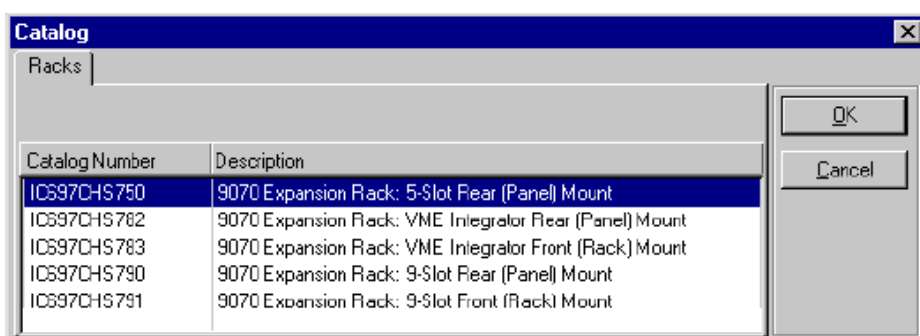 Catalog
Racks
OK
Cancel
Catalog Number Description
IC697CHS750 9070 Expansion Rack: 5-Slot Rear (Panel) Mount
IC697CHS782 9070 Expansion Rack: VME Integrator Rear (Panel) Mount
IC697CHS783 9070 Expansion Rack: VME Integrator Front (Rack) Mount
IC697CHS790 9070 Expansion Rack: 9-Slot Rear (Panel) Mount
IC697CHS791 9070 Expansion Rack: 9-Slot Front (Rack) Mount